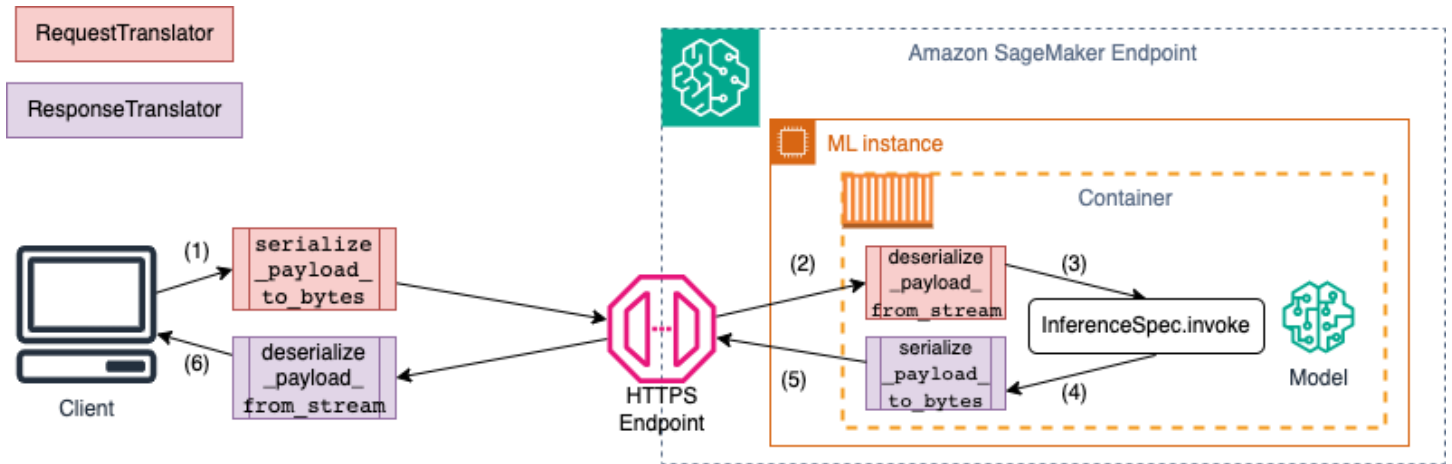 RequestTranslator
ResponseTranslator
Amazon SageMaker Endpoint
ML instance
Container
(1)
serialize
_payload_
to_bytes
(2)
deserialize
_payload_
from_stream
(3)
InferenceSpec.invoke
Model
(6)
deserialize
_payload_
from_stream
Client
HTTPS
Endpoint
(5)
serialize
_payload_
to_bytes
(4)